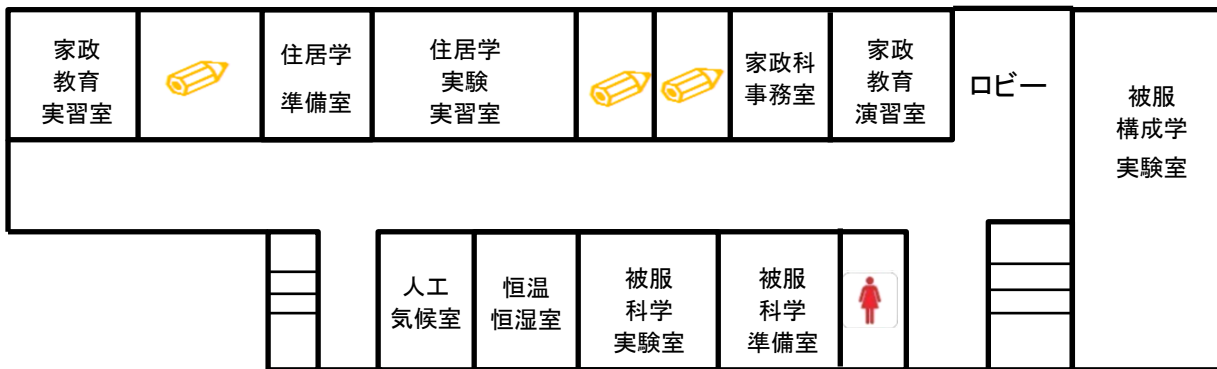 家政
教育
実習室
住居学
準備室
住居学
実験
実習室
家政科
事務室
家政
教育
演習室
ロビー
被服
構成学
実験室
人工
気候室
恒温
恒湿室
被服
科学
実験室
被服
科学
準備室